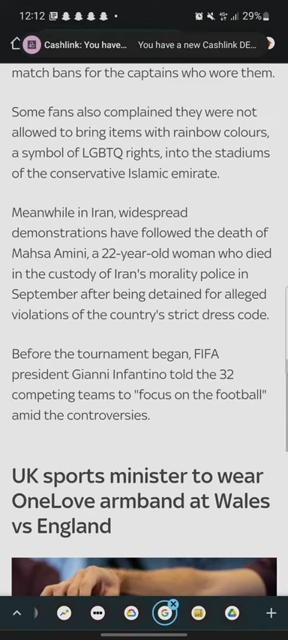 12:12 29%
Cashlink: You have... You have a new Cashlink DE...
match bans for the captains who wore them.
Some fans also complained they were not
allowed to bring items with rainbow colours,
a symbol of LGBTQ rights, into the stadiums
of the conservative Islamic emirate.
Meanwhile in Iran, widespread
demonstrations have followed the death of
Mahsa Amini, a 22-year-old woman who died
in the custody of Iran's morality police in
September after being detained for alleged
violations of the country's strict dress code.
Before the tournament began, FIFA
president Gianni Infantino told the 32
competing teams to "focus on the football"
amid the controversies.
UK sports minister to wear
OneLove armband at Wales
vs England